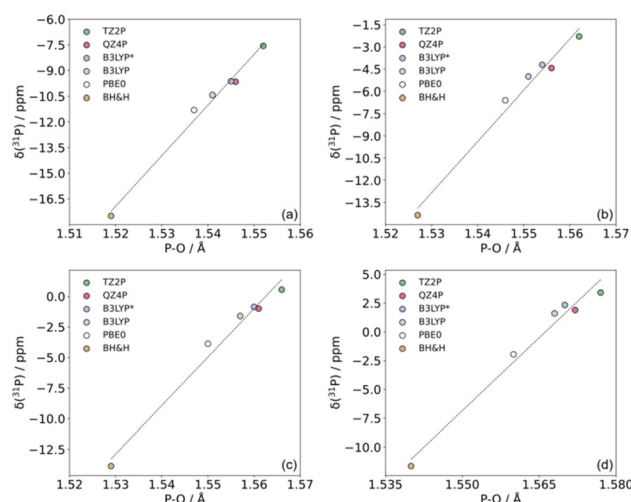 −6.0
−7.5
−9.0
−10.5
−12.0
−13.5
−15.0
−16.5
δ(³¹P) / ppm
TZ2P
QZ4P
B3LYP*
B3LYP
PBE0
BH&H
(a)
1.51 1.52 1.53 1.54 1.55 1.56
P-O / Å
−1.5
−3.0
−4.5
−6.0
−7.5
−9.0
−10.5
−12.0
−13.5
δ(³¹P) / ppm
TZ2P
QZ4P
B3LYP*
B3LYP
PBE0
BH&H
(b)
1.52 1.53 1.54 1.55 1.56 1.57
P-O / Å
0.0
−2.5
−5.0
−7.5
−10.0
−12.5
δ(³¹P) / ppm
TZ2P
QZ4P
B3LYP*
B3LYP
PBE0
BH&H
(c)
1.52 1.53 1.54 1.55 1.56 1.57
P-O / Å
5.0
2.5
0.0
−2.5
−5.0
−7.5
−10.0
δ(³¹P) / ppm
TZ2P
QZ4P
B3LYP*
B3LYP
PBE0
BH&H
(d)
1.535 1.550 1.565 1.580
P-O / Å